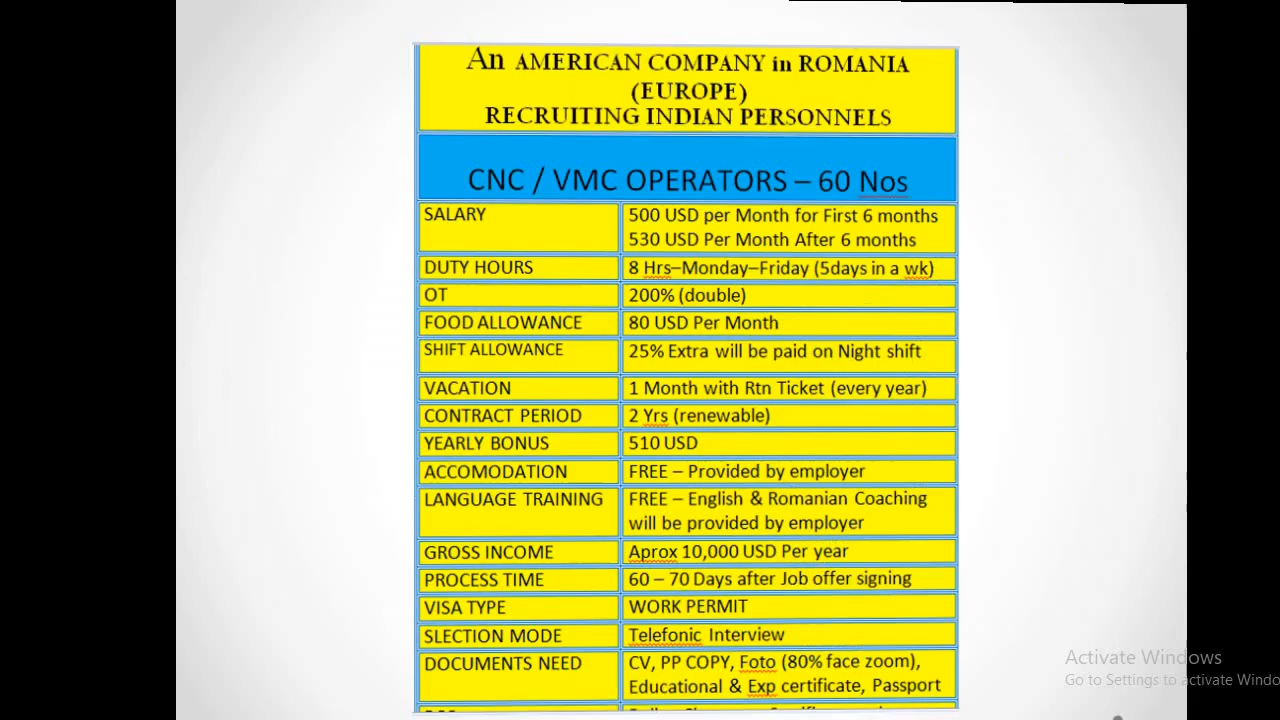 An AMERICAN COMPANY in ROMANIA
(EUROPE)
RECRUITING INDIAN PERSONNELS
CNC / VMC OPERATORS – 60 Nos
SALARY
500 USD per Month for First 6 months
530 USD Per Month After 6 months
DUTY HOURS
8 Hrs–Monday–Friday (5days in a wk)
OT
200% (double)
FOOD ALLOWANCE
80 USD Per Month
SHIFT ALLOWANCE
25% Extra will be paid on Night shift
VACATION
1 Month with Rtn Ticket (every year)
CONTRACT PERIOD
2 Yrs (renewable)
YEARLY BONUS
510 USD
ACCOMODATION
FREE – Provided by employer
LANGUAGE TRAINING
FREE – English & Romanian Coaching
will be provided by employer
GROSS INCOME
Aprox 10,000 USD Per year
PROCESS TIME
60 – 70 Days after Job offer signing
VISA TYPE
WORK PERMIT
SLECTION MODE
Telefonic Interview
DOCUMENTS NEED
CV, PP COPY, Foto (80% face zoom),
Educational & Exp certificate, Passport
Activate Windows
Go to Settings to activate Windo